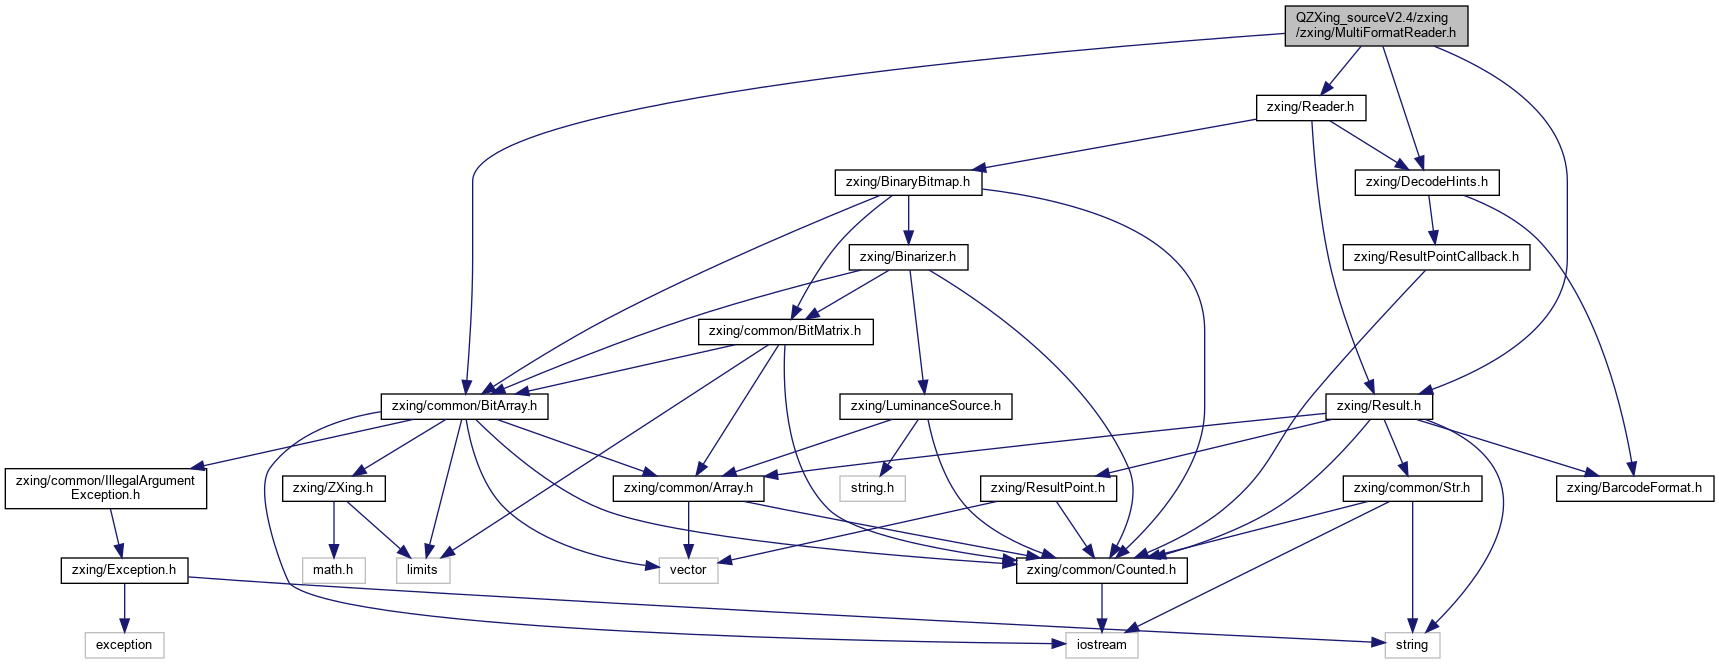 QZXing_sourceV2.4/zxing
/zxing/MultiFormatReader.h
zxing/Reader.h
zxing/BinaryBitmap.h
zxing/DecodeHints.h
zxing/Binarizer.h
zxing/ResultPointCallback.h
zxing/common/BitMatrix.h
zxing/common/BitArray.h
zxing/LuminanceSource.h
zxing/Result.h
zxing/common/IllegalArgument
Exception.h
zxing/ZXing.h
zxing/common/Array.h
string.h
zxing/ResultPoint.h
zxing/common/Str.h
zxing/BarcodeFormat.h
zxing/Exception.h
math.h
limits
vector
zxing/common/Counted.h
exception
iostream
string